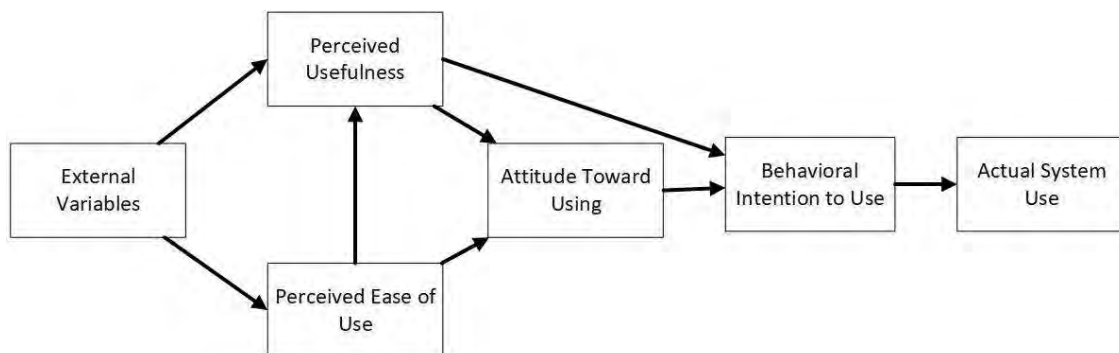 Perceived
Usefulness
External
Variables
Attitude Toward
Using
Behavioral
Intention to Use
Actual System
Use
Perceived Ease of
Use